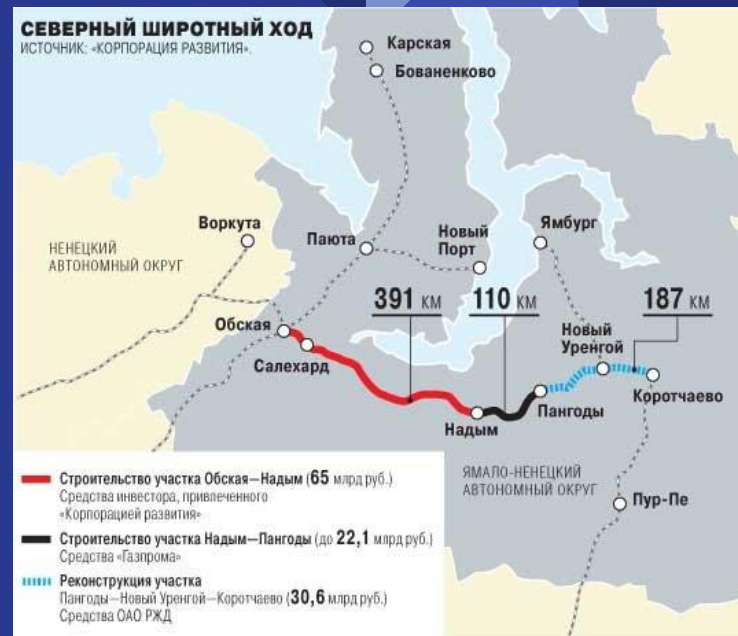 СЕВЕРНЫЙ ШИРОТНЫЙ ХОД
ИСТОЧНИК: «КОРПОРАЦИЯ РАЗВИТИЯ».
Карская
Бованенково
Воркута
НЕНЕЦКИЙ
АВТОНОМНЫЙ ОКРУГ
Паюта
Новый
Порт
Ямбург
391 КМ
110 КМ
187 КМ
Обская
Салехард
Новый
Уренгой
Коротчаево
Пангоды
Надым
ЯМАЛО-НЕНЕЦКИЙ
АВТОНОМНЫЙ ОКРУГ
Пур-Пе
Строительство участка Обская—Надым (65 млрд руб.)
Средства инвестора, привлеченного
«Корпорацией развития»
Строительство участка Надым—Пангоды (до 22,1 млрд руб.)
Средства «Газпрома»
Реконструкция участка
Пангоды—Новый Уренгой—Коротчаево (30,6 млрд руб.)
Средства ОАО РЖД